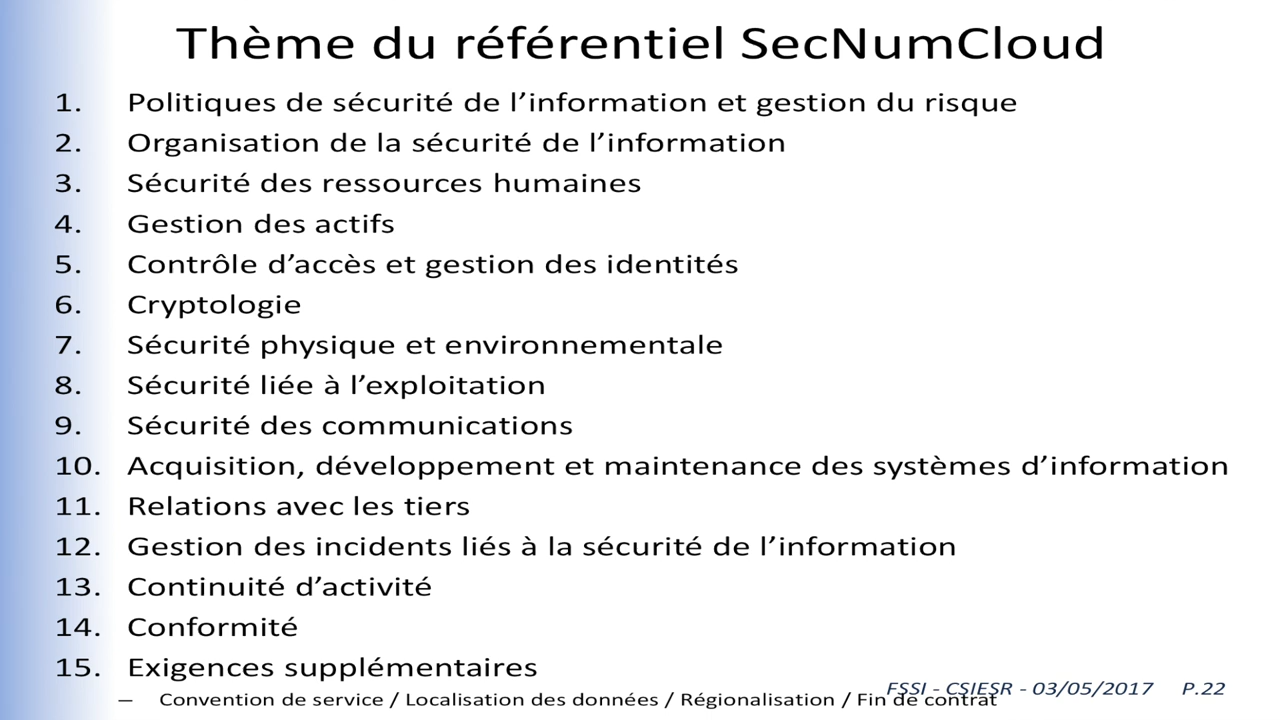 Thème du référentiel SecNumCloud
1. Politiques de sécurité de l’information et gestion du risque
2. Organisation de la sécurité de l’information
3. Sécurité des ressources humaines
4. Gestion des actifs
5. Contrôle d’accès et gestion des identités
6. Cryptologie
7. Sécurité physique et environnementale
8. Sécurité liée à l’exploitation
9. Sécurité des communications
10. Acquisition, développement et maintenance des systèmes d’information
11. Relations avec les tiers
12. Gestion des incidents liés à la sécurité de l’information
13. Continuité d’activité
14. Conformité
15. Exigences supplémentaires
– Convention de service / Localisation des données / Régionalisation / Fin de contrat
FSSI - CSIESR - 03/05/2017 P.22